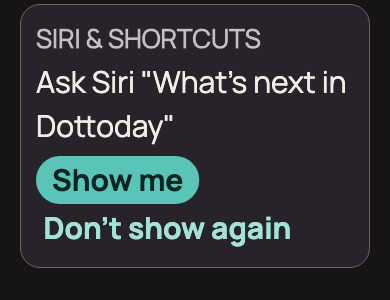 SIRI & SHORTCUTS
Ask Siri "What's next in
Dottoday"
Show me
Don't show again